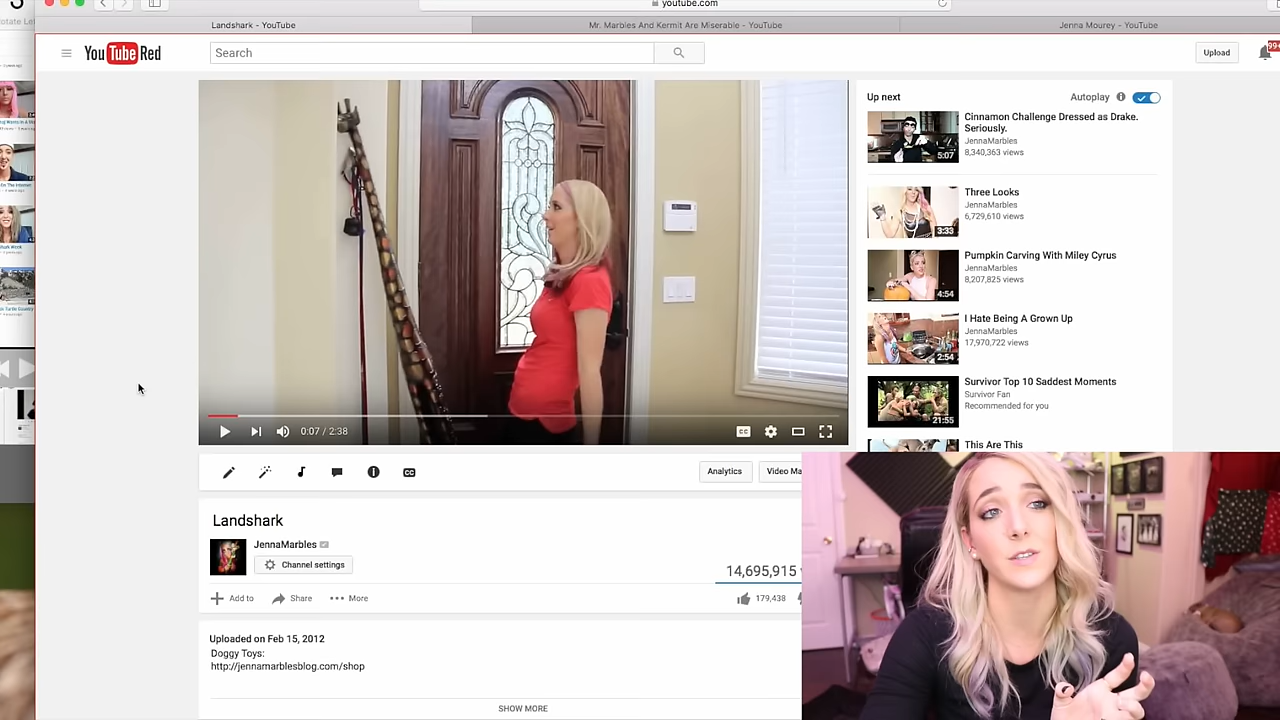 youtube.com
Landshark - YouTube
Mr. Marbles And Kermit Are Miserable - YouTube
Jenna Mourey - YouTube
YouTube Red
Search
Upload
99+
Up next
Autoplay
Cinnamon Challenge Dressed as Drake.
Seriously.
JennaMarbles
8,340,363 views
5:07
Three Looks
JennaMarbles
6,729,610 views
3:33
Pumpkin Carving With Miley Cyrus
JennaMarbles
8,207,825 views
4:54
I Hate Being A Grown Up
JennaMarbles
17,970,722 views
2:54
Survivor Top 10 Saddest Moments
Survivor Fan
Recommended for you
21:55
This Are This
0:07 / 2:38
CC
Analytics
Video Ma
Landshark
JennaMarbles
Channel settings
14,695,915
Add to
Share
More
179,438
Uploaded on Feb 15, 2012
Doggy Toys:
http://jennamarblesblog.com/shop
SHOW MORE